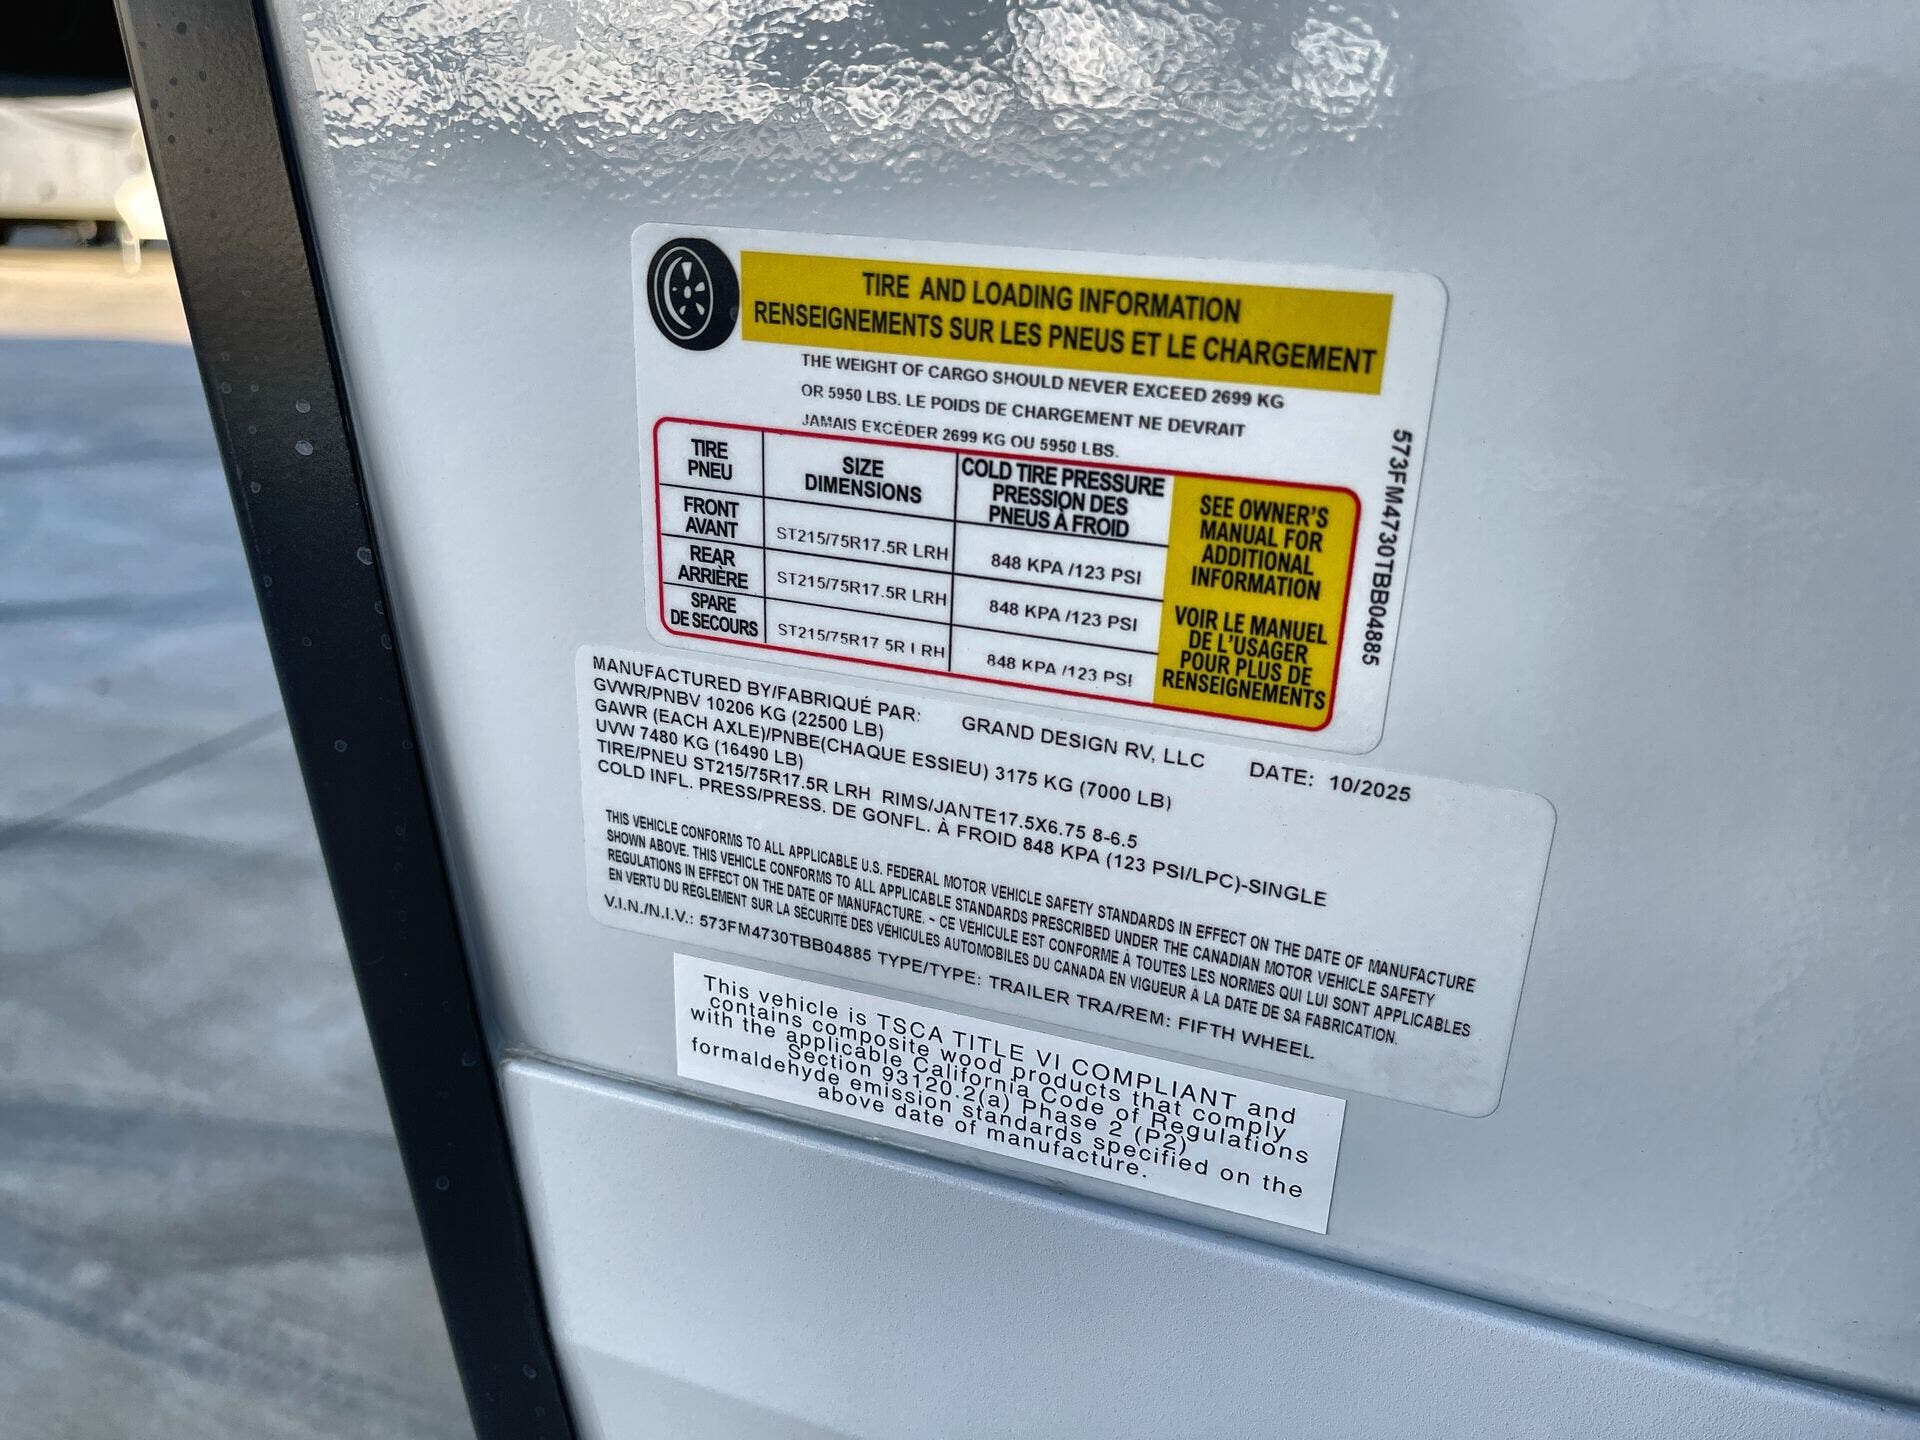 TIRE AND LOADING INFORMATION
RENSEIGNEMENTS SUR LES PNEUS ET LE CHARGEMENT
THE WEIGHT OF CARGO SHOULD NEVER EXCEED 2699 KG
OR 5950 LBS. LE POIDS DE CHARGEMENT NE DEVRAIT
JAMAIS EXCÉDER 2699 KG OU 5950 LBS.
TIRE
PNEU
SIZE
DIMENSIONS
COLD TIRE PRESSURE
PRESSION DES
PNEUS À FROID
FRONT
AVANT
ST215/75R17.5R LRH
848 KPA /123 PSI
REAR
ARRIÈRE
ST215/75R17.5R LRH
848 KPA /123 PSI
SPARE
DE SECOURS
ST215/75R17 5R I RH
848 KPA /123 PSI
SEE OWNER'S
MANUAL FOR
ADDITIONAL
INFORMATION
VOIR LE MANUEL
DE L'USAGER
POUR PLUS DE
RENSEIGNEMENTS
573FM4730TBB04885
MANUFACTURED BY/FABRIQUÉ PAR: GRAND DESIGN RV, LLC DATE: 10/2025
GVWR/PNBV 10206 KG (22500 LB)
GAWR (EACH AXLE)/PNBE(CHAQUE ESSIEU) 3175 KG (7000 LB)
UVW 7480 KG (16490 LB)
TIRE/PNEU ST215/75R17.5R LRH RIMS/JANTE17.5X6.75 8-6.5
COLD INFL. PRESS/PRESS. DE GONFL. À FROID 848 KPA (123 PSI/LPC)-SINGLE
THIS VEHICLE CONFORMS TO ALL APPLICABLE U.S. FEDERAL MOTOR VEHICLE SAFETY STANDARDS IN EFFECT ON THE DATE OF MANUFACTURE
SHOWN ABOVE. THIS VEHICLE CONFORMS TO ALL APPLICABLE STANDARDS PRESCRIBED UNDER THE CANADIAN MOTOR VEHICLE SAFETY
REGULATIONS IN EFFECT ON THE DATE OF MANUFACTURE. - CE VÉHICULE EST CONFORME À TOUTES LES NORMES QUI LUI SONT APPLICABLES
EN VERTU DU RÈGLEMENT SUR LA SÉCURITÉ DES VÉHICULES AUTOMOBILES DU CANADA EN VIGUEUR À LA DATE DE SA FABRICATION.
V.I.N./N.I.V.: 573FM4730TBB04885 TYPE/TYPE: TRAILER TRA/REM: FIFTH WHEEL
This vehicle is TSCA TITLE VI COMPLIANT and
contains composite wood products that comply
with the applicable California Code of Regulations
Section 93120.2(a) Phase 2 (P2)
formaldehyde emission standards specified on the
above date of manufacture.